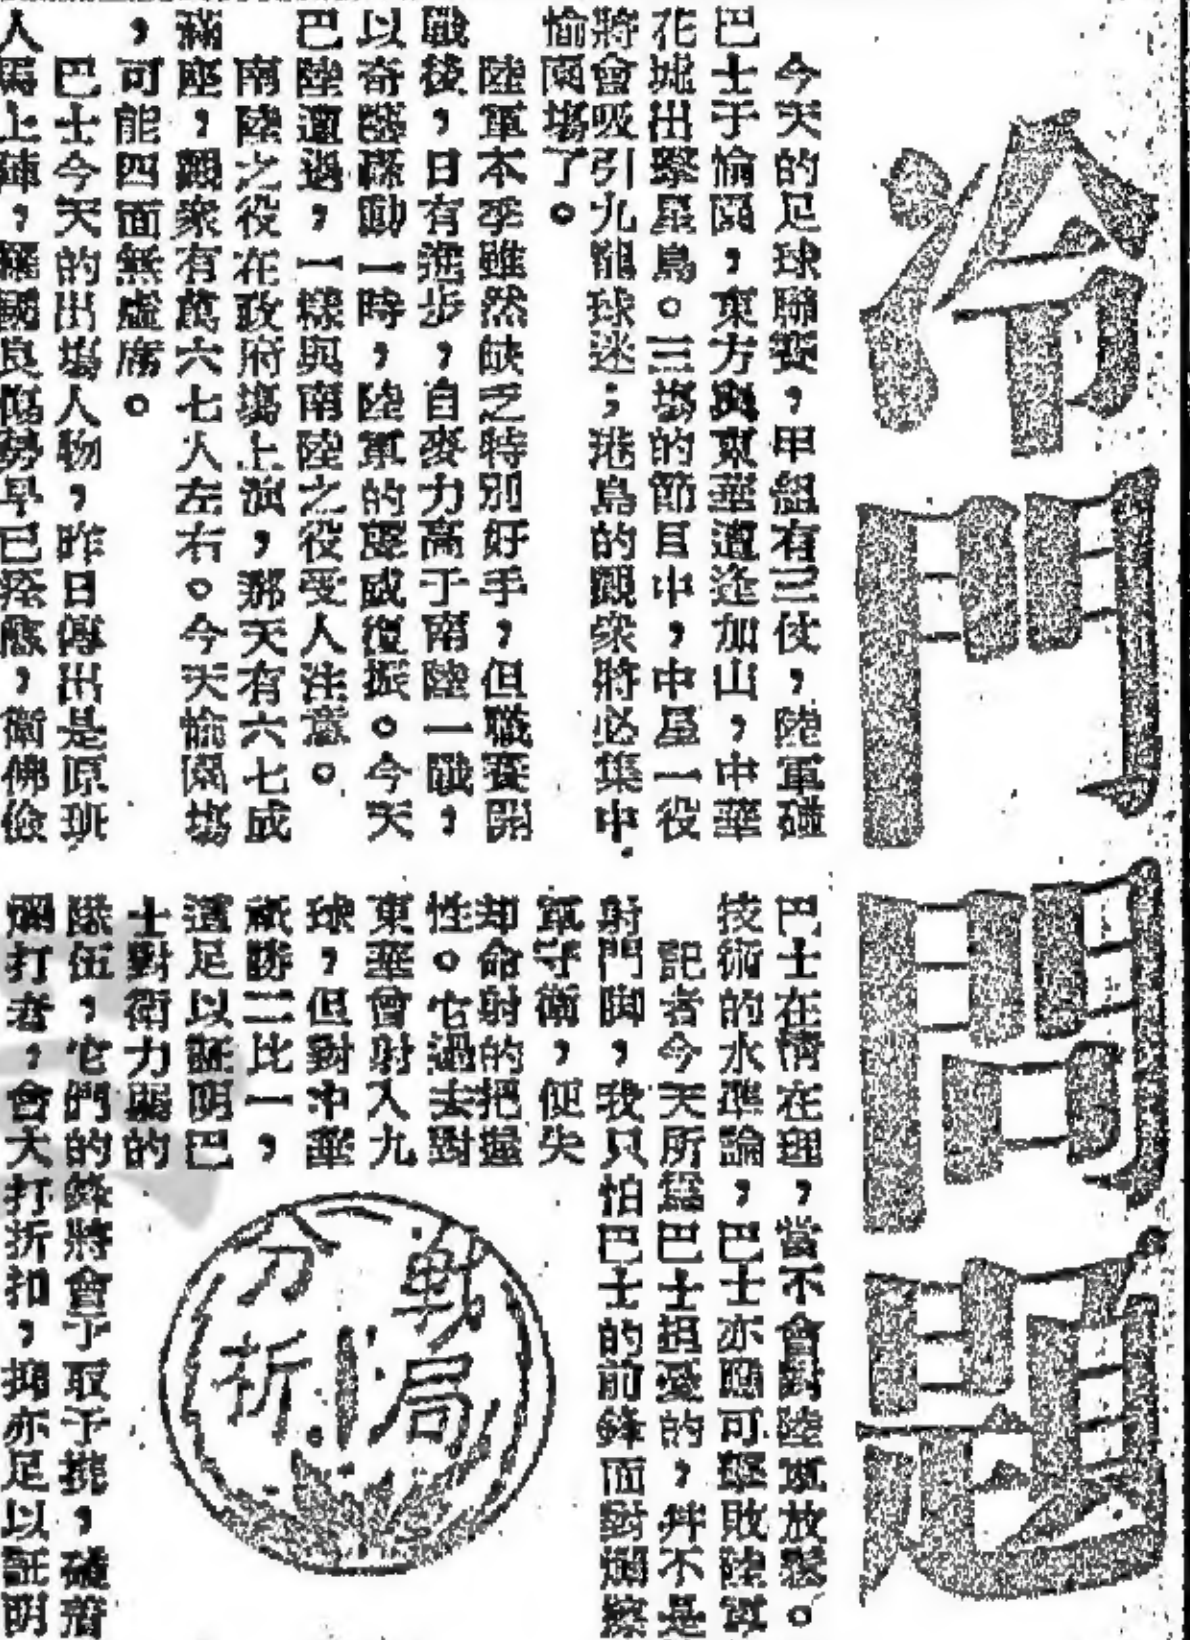 冷門問題
今天的足球聯賽,甲組有三仗,陸軍碰
巴士于愉園,東方與東華遭逢加山,中華
花墟出擊星島。三場的節目中,中星一役
將會吸引九龍球迷;港島的觀衆將必集中
愉園場了。
陸軍本季雖然缺乏特別好手,但聯賽開
戰後,日有進步,自麥力高于南陸一戰,
以奇蹟轟動一時,陸軍的聲威復振。今天
巴陸遭遇,一樣與南陸之役受人注意。
南陸之役在政府塲上演,那天有六七成
滿座,觀衆有萬六七人左右。今天愉園塲
,可能四面無虛席。
巴士今天的出塲人物,昨日傳出是原班
人馬上陣,羅國良傷勢早已痊癒,衛佛儉
巴士在情在理,當不會對陸軍放鬆。
技術的水準論,巴士亦應可擊敗陸軍
記者今天所爲巴士担憂的,幷不是
射門脚,我只怕巴士的前鋒面對爛
軍守衛,便失
却命射的把握
性。它過去對
東華曾射入九
球,但對中華
祇勝二比一,
這足以証明巴
士對衛力弱的
隊伍,它們的鋒將會予取予携,碰着
爛打者,會大打折扣,抑亦足以証明
戰局
分析